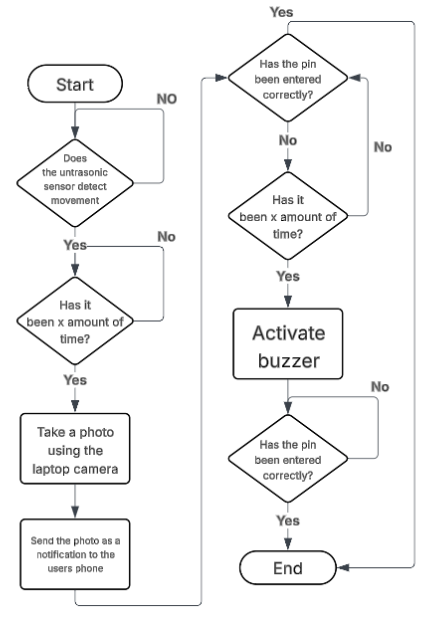 Start
NO
Does
the untrasonic
sensor detect
movement
Yes
No
Has it
been x amount of
time?
Yes
Take a photo
using the
laptop camera
Send the photo as a
notification to the
users phone
Yes
Has the pin
been entered
correctly?
No
No
Has it
been x amount of
time?
Yes
Activate
buzzer
No
Has the pin
been entered
correctly?
Yes
End